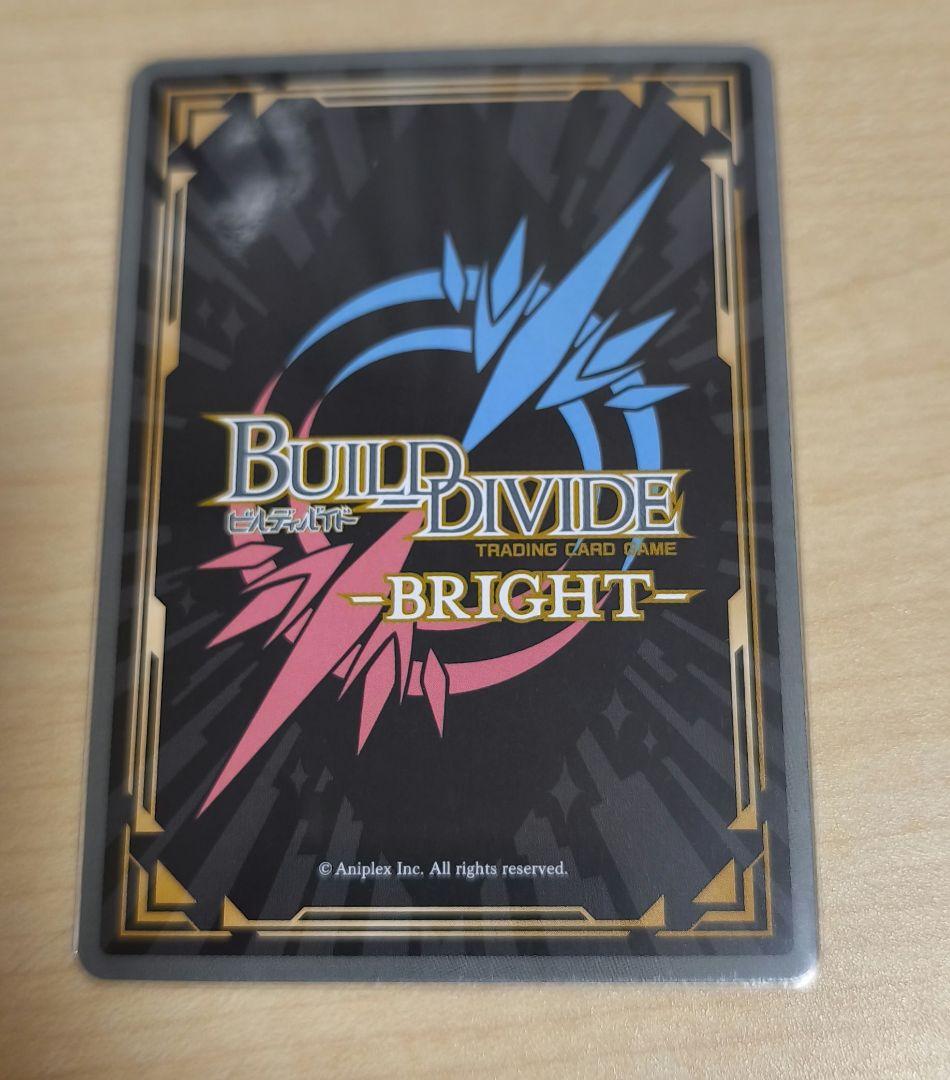 BUILD-DIVIDE
ビルディバイド
TRADING CARD GAME
-BRIGHT-
© Aniplex Inc. All rights reserved.